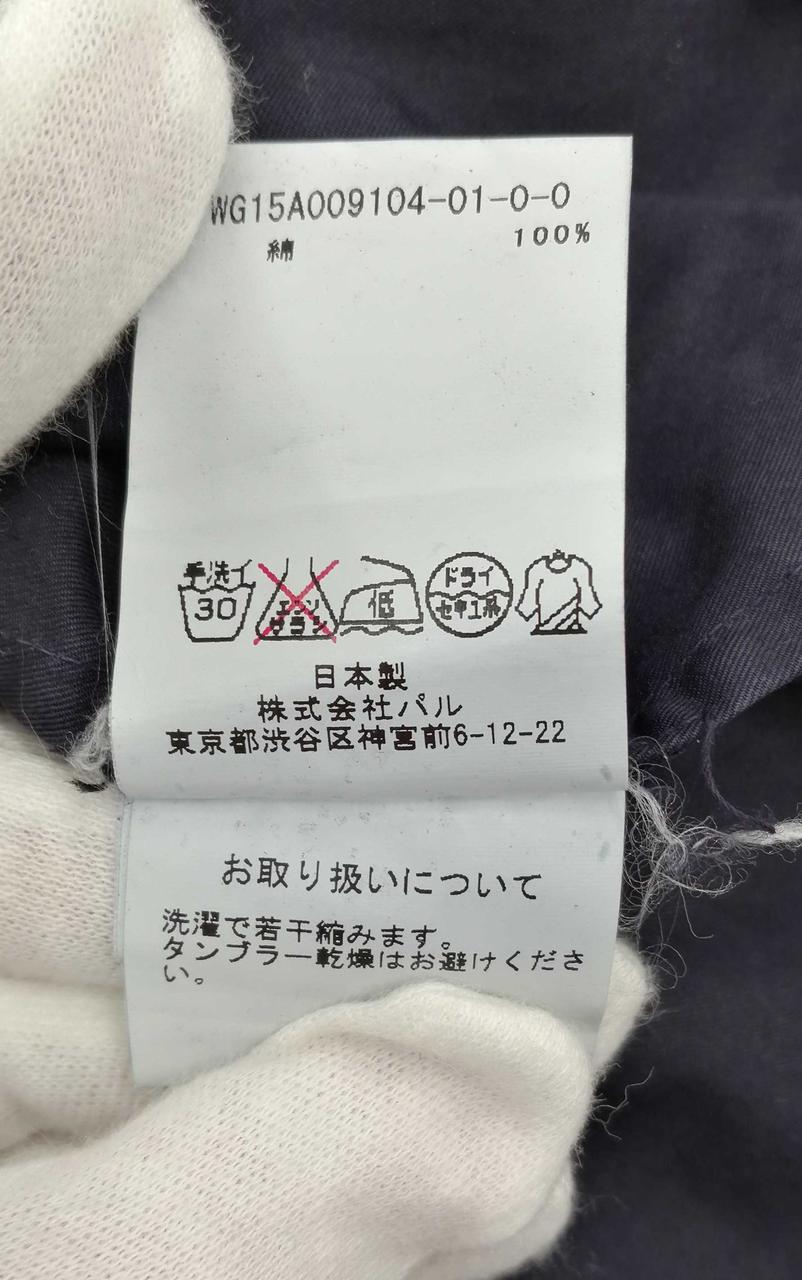 WG15A009104-01-0-0
綿 100%
手洗イ
30
エンソ
サラシ
低
ドライ
セキユ系
日本製
株式会社パル
東京都渋谷区神宮前6-12-22
お取り扱いについて
洗濯で若干縮みます。
タンブラー乾燥はお避けくださ
い。